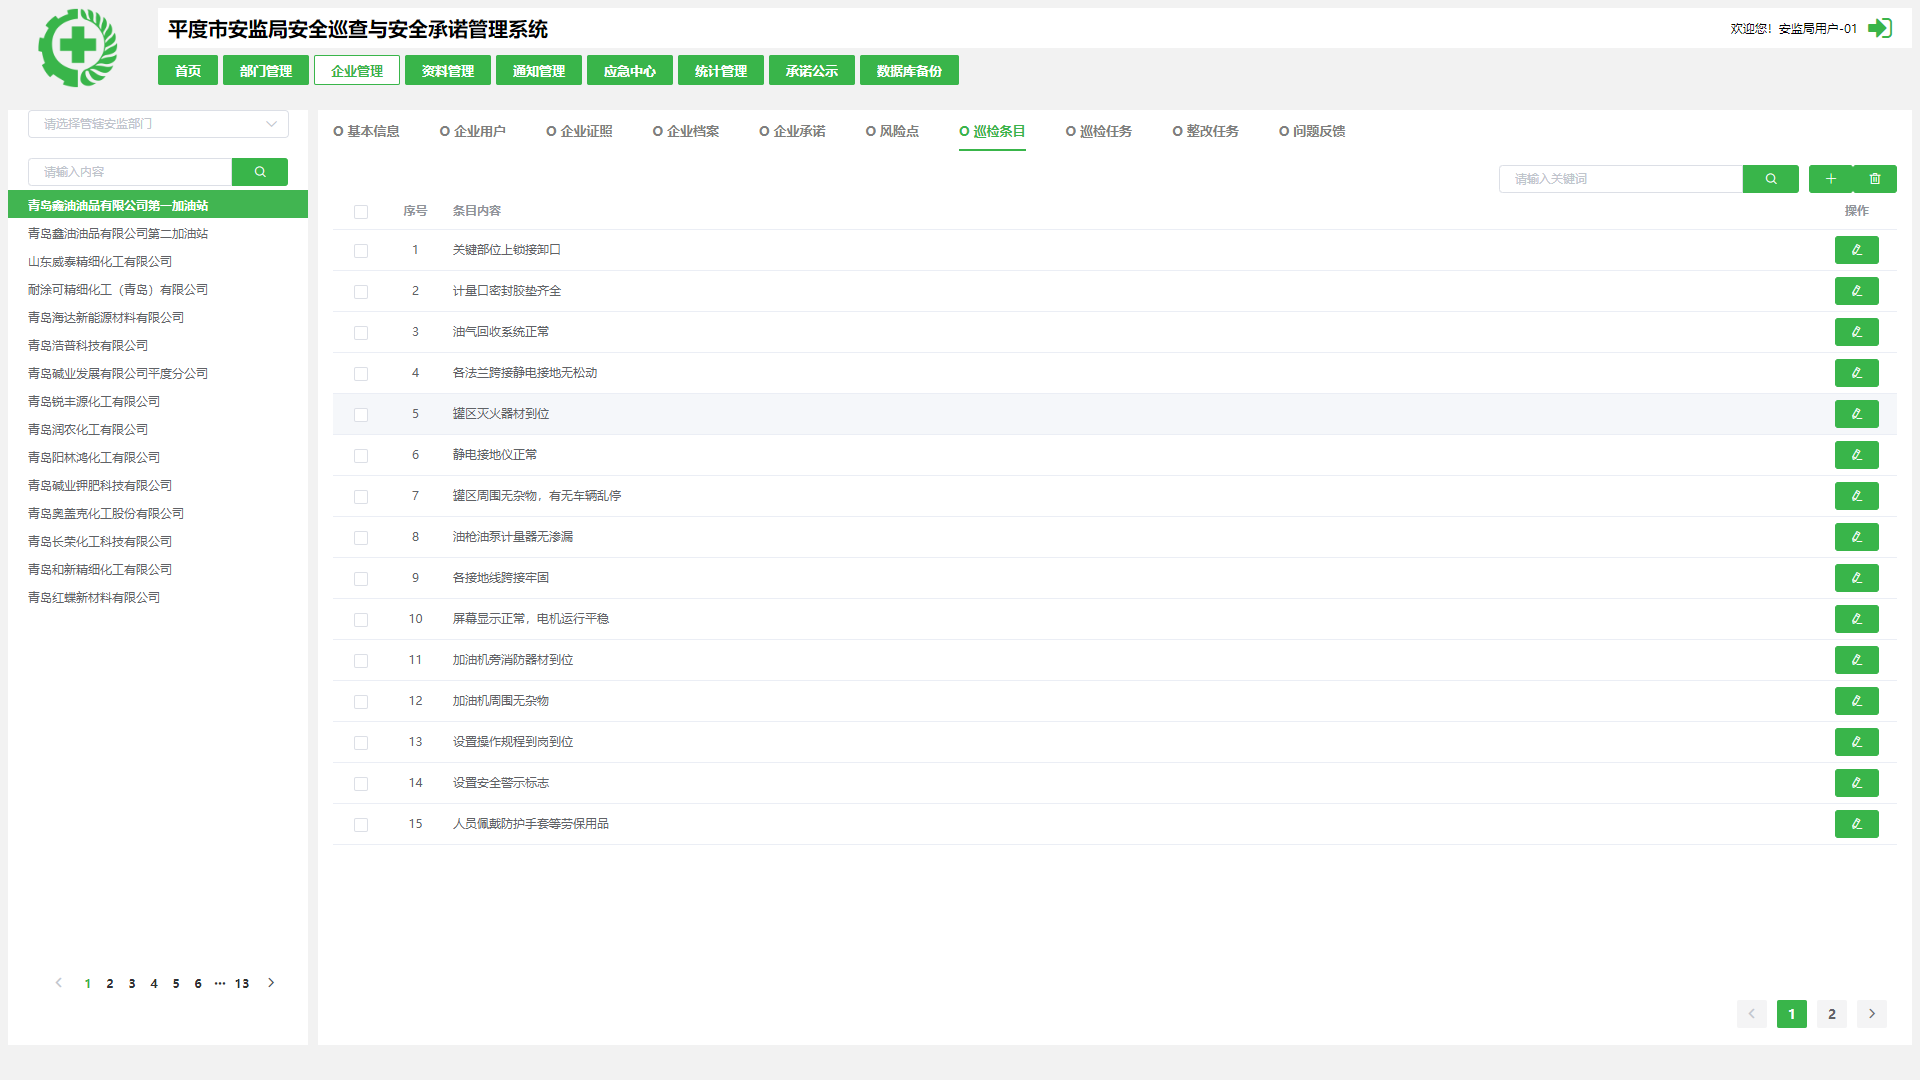 平度市安监局安全巡查与安全承诺管理系统
欢迎您！安监局用户-01
首页 部门管理 企业管理 资料管理 通知管理 应急中心 统计管理 承诺公示 数据库备份
请选择管辖安监部门
请输入内容
青岛鑫油油品有限公司第一加油站
青岛鑫油油品有限公司第二加油站
山东威泰精细化工有限公司
耐涂可精细化工（青岛）有限公司
青岛海达新能源材料有限公司
青岛浩普科技有限公司
青岛碱业发展有限公司平度分公司
青岛锐丰源化工有限公司
青岛润农化工有限公司
青岛阳林鸿化工有限公司
青岛碱业钾肥科技有限公司
青岛奥盖克化工股份有限公司
青岛长荣化工科技有限公司
青岛和新精细化工有限公司
青岛红蝶新材料有限公司
1 2 3 4 5 6 ··· 13
基本信息 企业用户 企业证照 企业档案 企业承诺 风险点 巡检条目 巡检任务 整改任务 问题反馈
请输入关键词
序号 条目内容 操作
1 关键部位上锁接卸口
2 计量口密封胶垫齐全
3 油气回收系统正常
4 各法兰跨接静电接地无松动
5 罐区灭火器材到位
6 静电接地仪正常
7 罐区周围无杂物，有无车辆乱停
8 油枪油泵计量器无渗漏
9 各接地线跨接牢固
10 屏幕显示正常，电机运行平稳
11 加油机旁消防器材到位
12 加油机周围无杂物
13 设置操作规程到岗到位
14 设置安全警示标志
15 人员佩戴防护手套等劳保用品
1 2